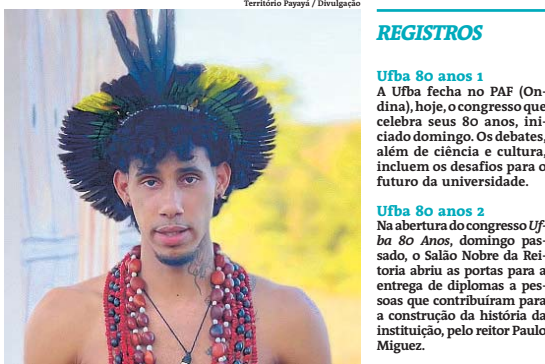 Território Payayá / Divulgação
REGISTROS
Ufba 80 anos 1
A Ufba fecha no PAF (On-
dina), hoje, o congresso que
celebra seus 80 anos, ini-
ciado domingo. Os debates,
além de ciência e cultura,
incluem os desafios para o
futuro da universidade.
Ufba 80 anos 2
Na abertura do congresso Uf-
ba 80 Anos, domingo pas-
sado, o Salão Nobre da Rei-
toria abriu as portas para a
entrega de diplomas a pes-
soas que contribuíram para
a construção da história da
instituição, pelo reitor Paulo
Miguez.